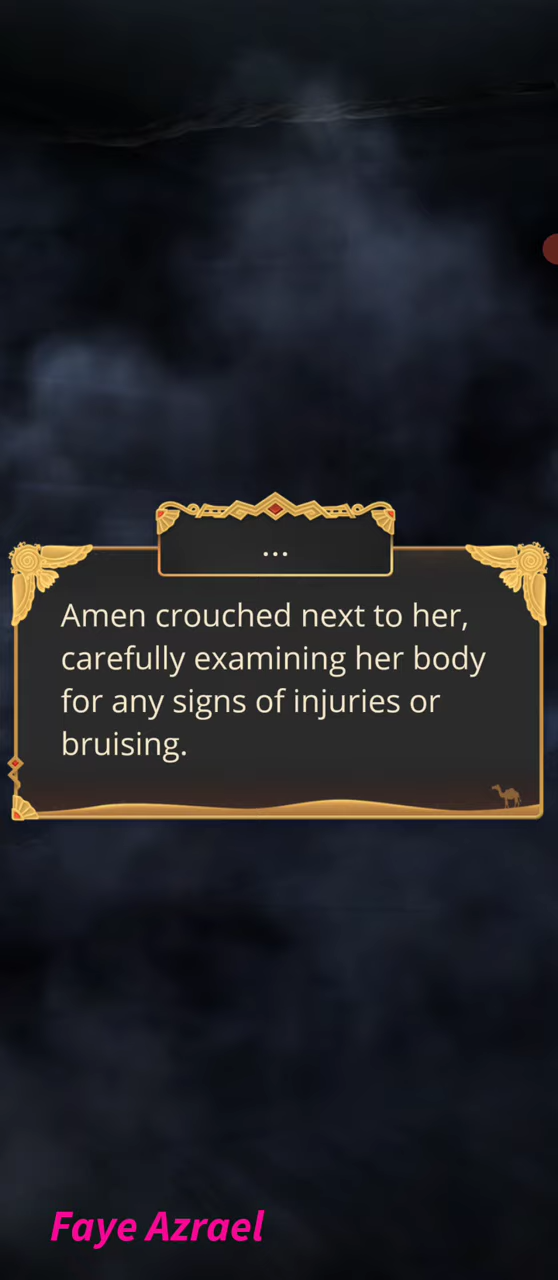 ...
Amen crouched next to her,
carefully examining her body
for any signs of injuries or
bruising.
Faye Azrael